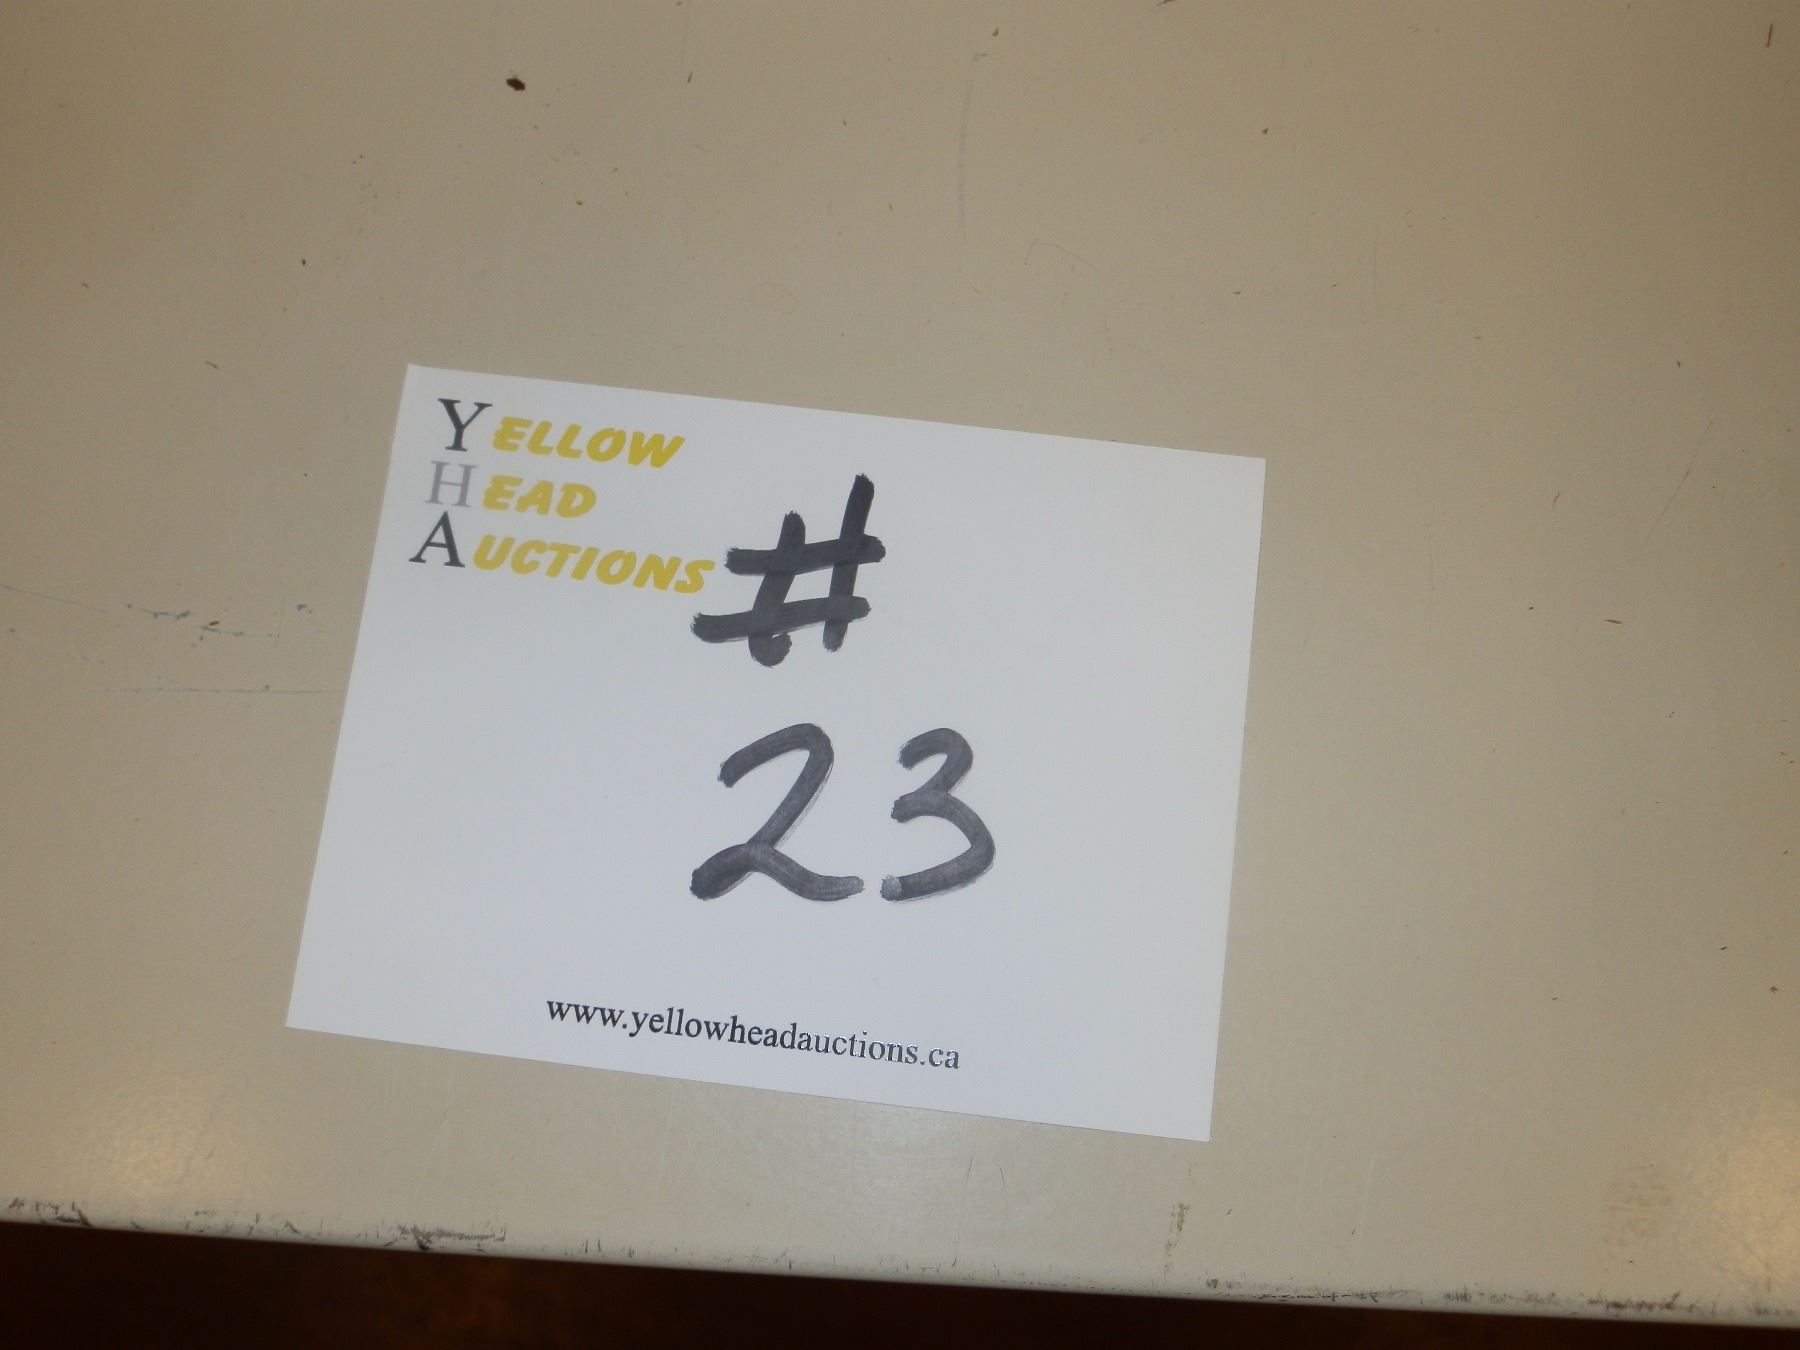 YELLOW
HEAD
AUCTIONS
#
23
www.yellowheadauctions.ca